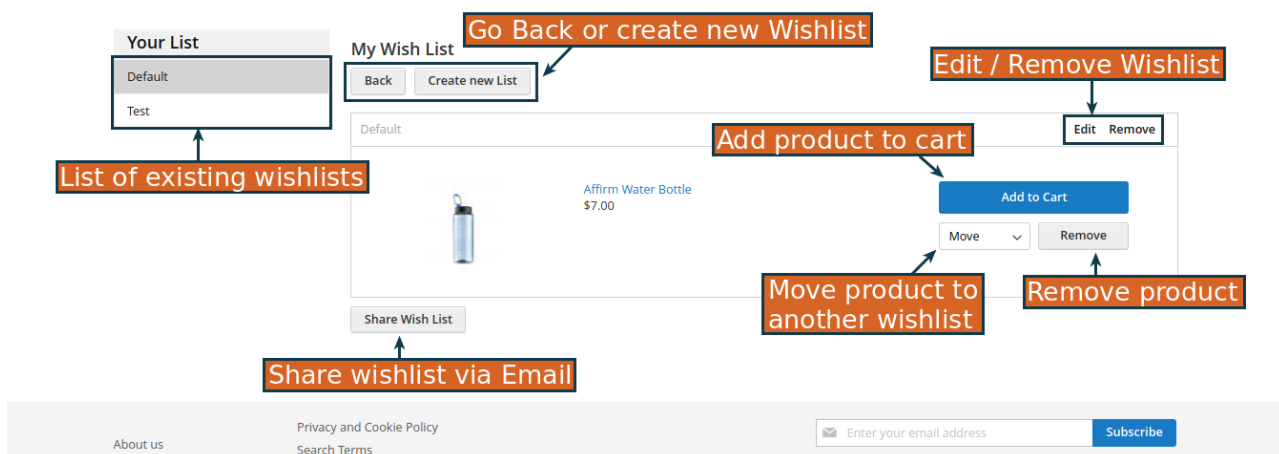 Your List
Default
Test
List of existing wishlists
Go Back or create new Wishlist
My Wish List
Back
Create new List
Edit / Remove Wishlist
Default
Edit Remove
Add product to cart
Affirm Water Bottle
$7.00
Add to Cart
Move
Remove
Move product to
another wishlist
Remove product
Share Wish List
Share wishlist via Email
About us
Privacy and Cookie Policy
Search Terms
Enter your email address
Subscribe